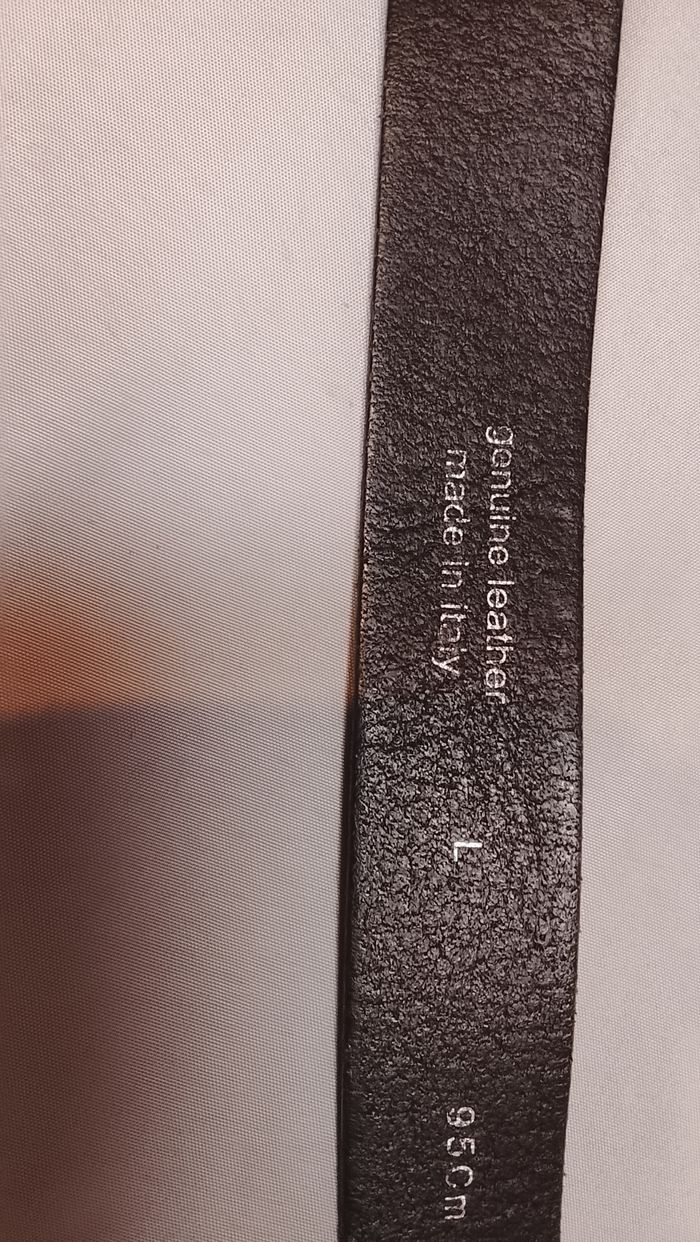 genuine leather
made in italy
L
95cm